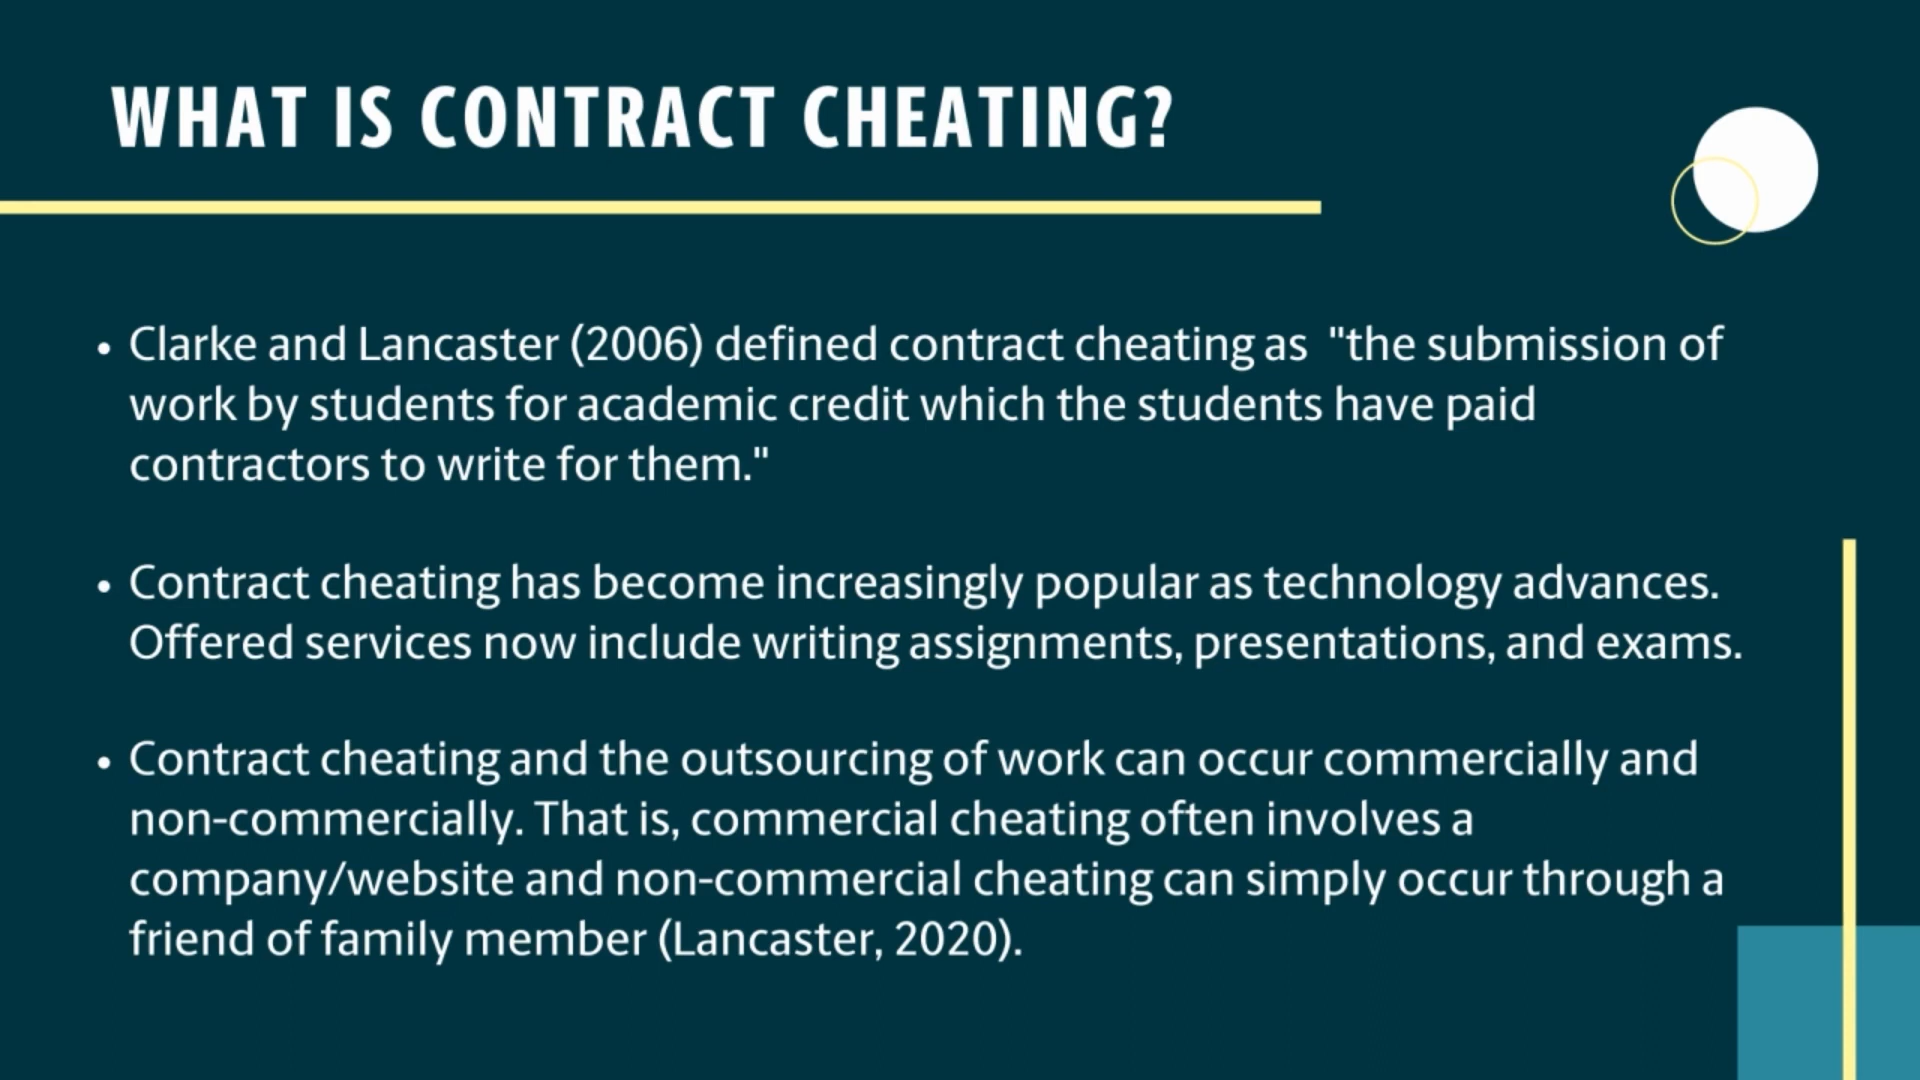 WHAT IS CONTRACT CHEATING?
• Clarke and Lancaster (2006) defined contract cheating as "the submission of
work by students for academic credit which the students have paid
contractors to write for them."
• Contract cheating has become increasingly popular as technology advances.
Offered services now include writing assignments, presentations, and exams.
• Contract cheating and the outsourcing of work can occur commercially and
non-commercially. That is, commercial cheating often involves a
company/website and non-commercial cheating can simply occur through a
friend of family member (Lancaster, 2020).